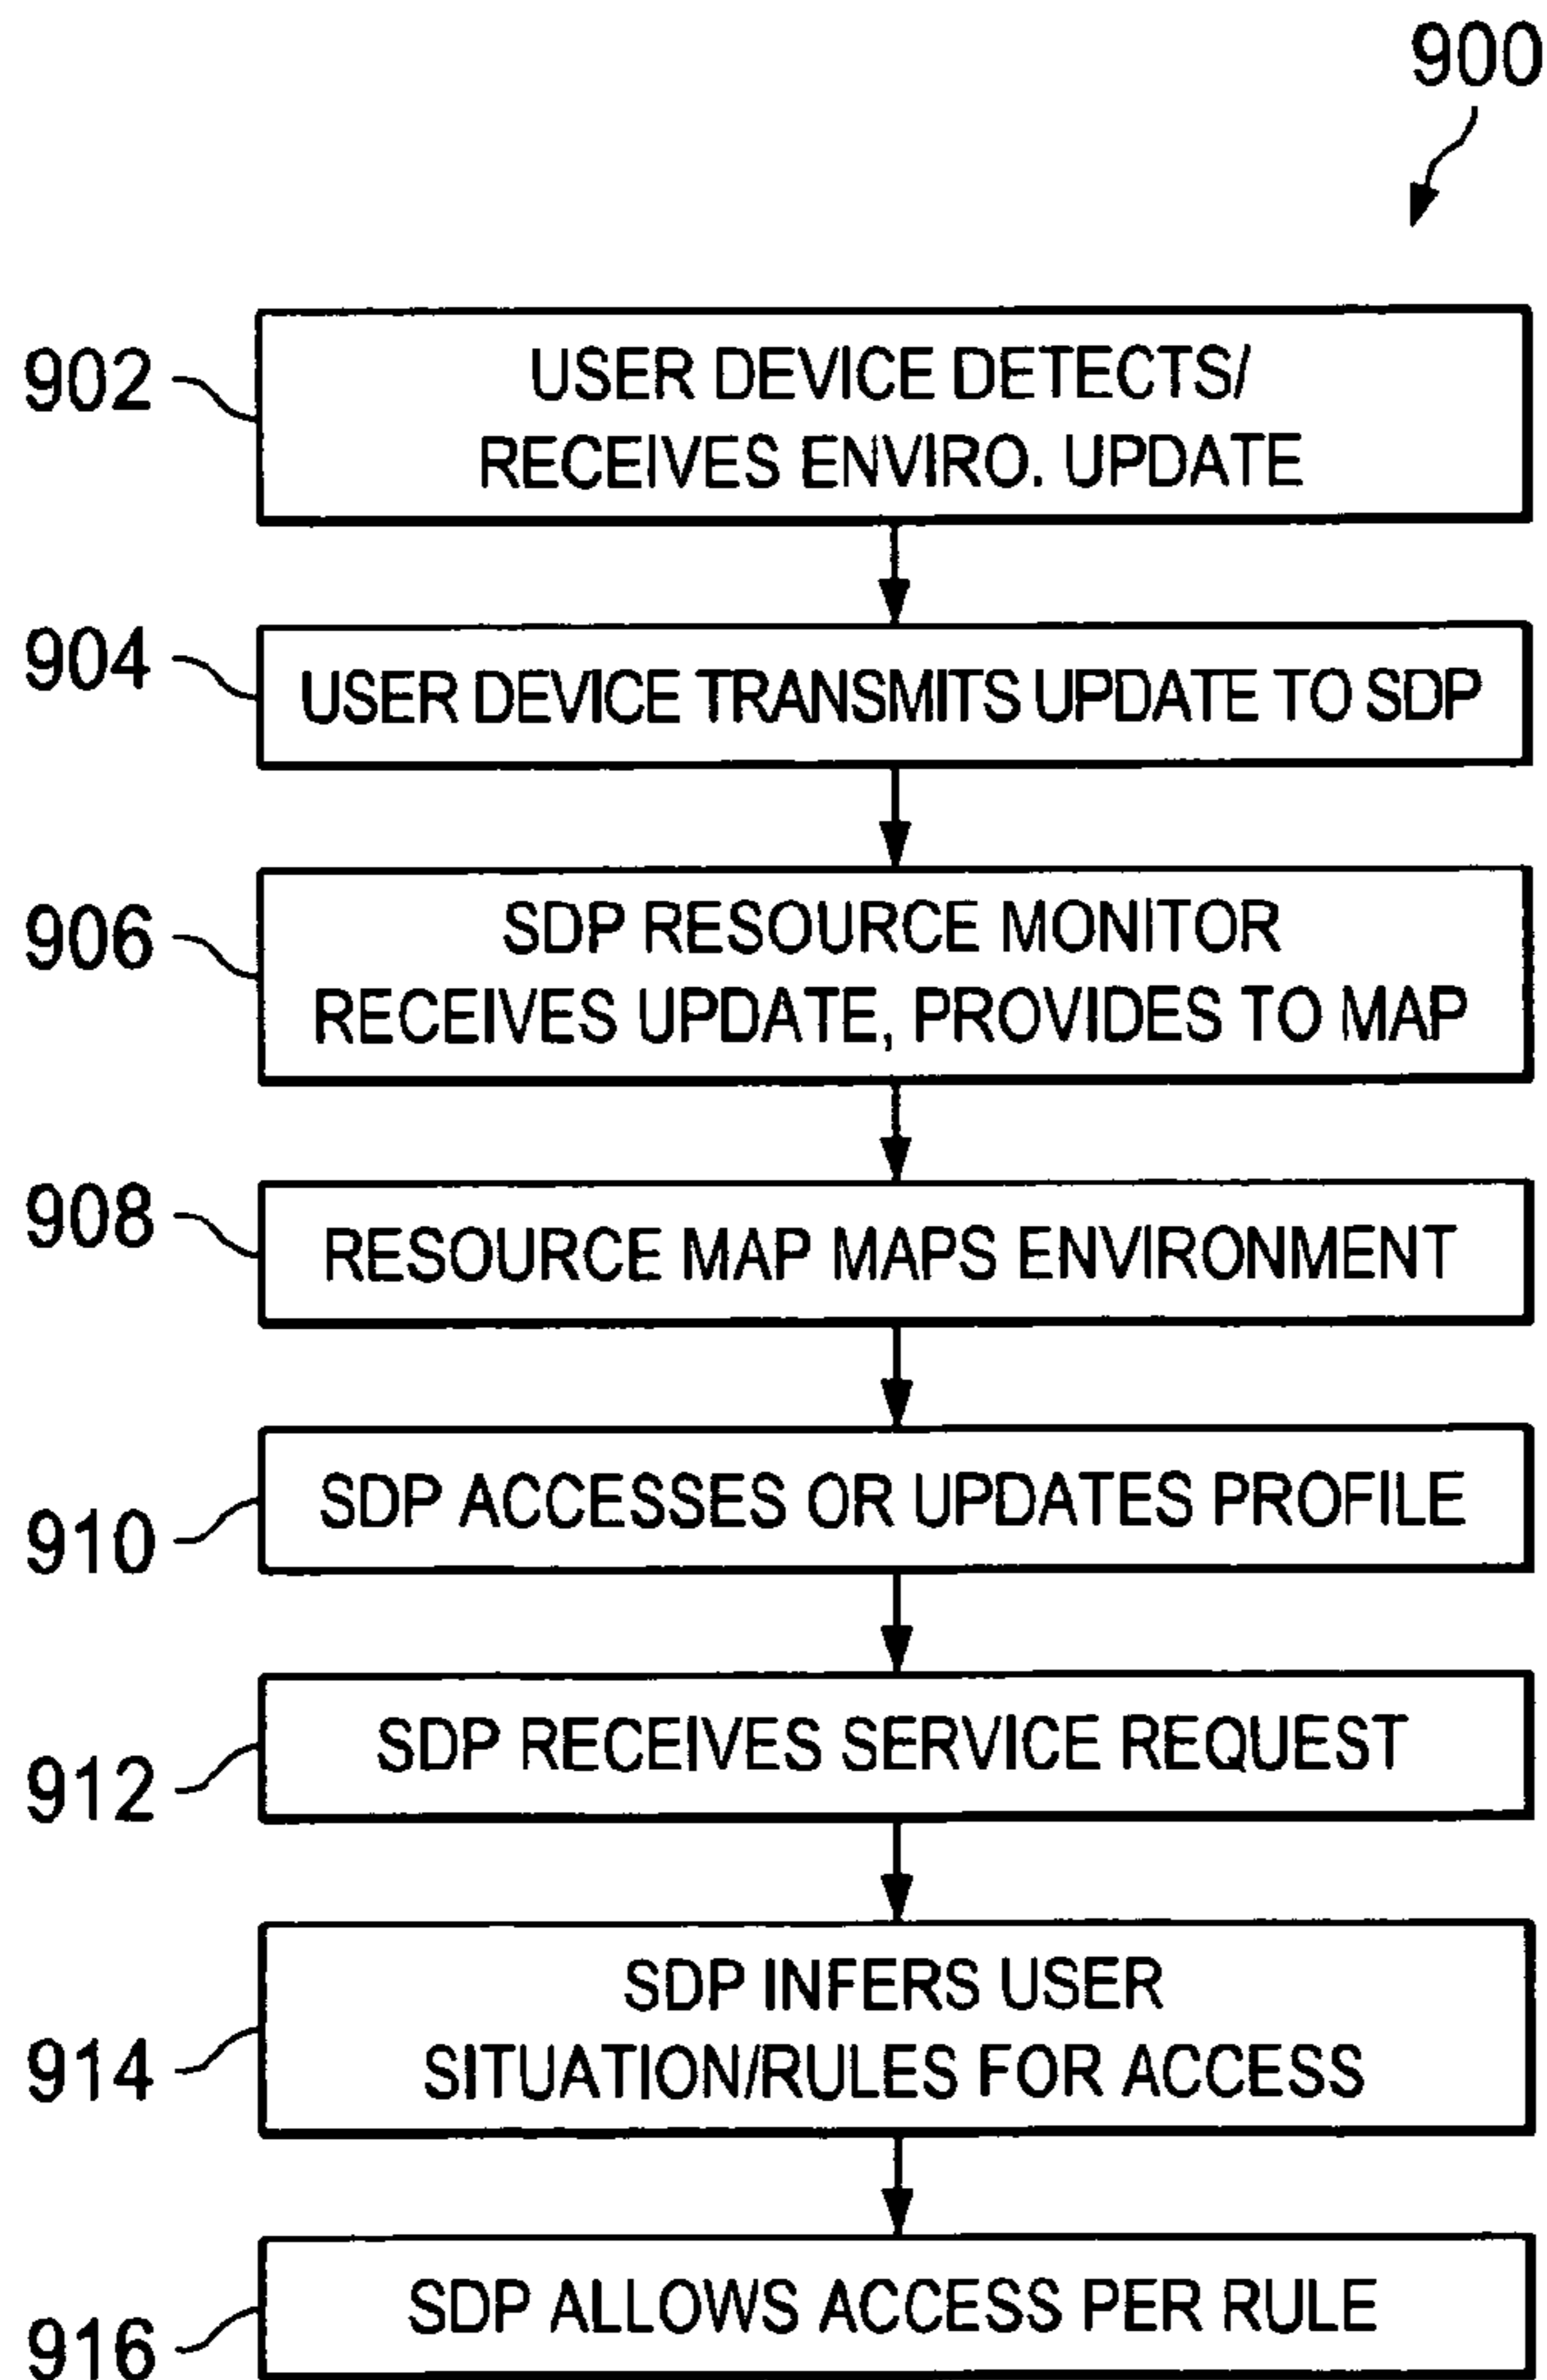 900
902
USER DEVICE DETECTS/
RECEIVES ENVIRO. UPDATE
904
USER DEVICE TRANSMITS UPDATE TO SDP
906
SDP RESOURCE MONITOR
RECEIVES UPDATE, PROVIDES TO MAP
908
RESOURCE MAP MAPS ENVIRONMENT
910
SDP ACCESSES OR UPDATES PROFILE
912
SDP RECEIVES SERVICE REQUEST
914
SDP INFERS USER
SITUATION/RULES FOR ACCESS
916
SDP ALLOWS ACCESS PER RULE